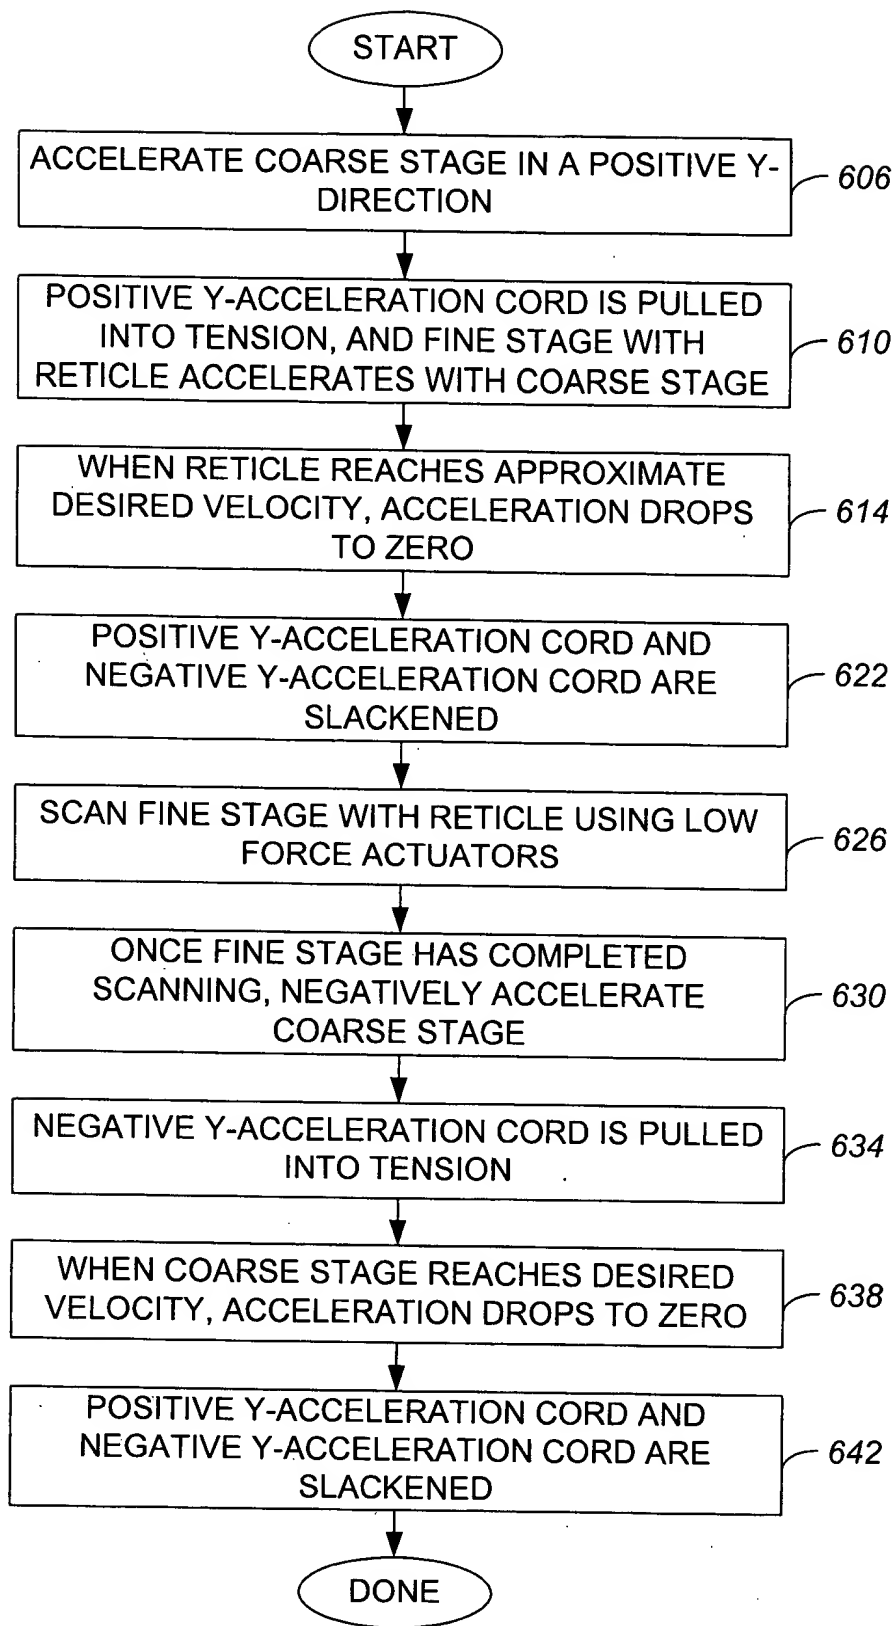 START
ACCELERATE COARSE STAGE IN A POSITIVE Y-
DIRECTION
606
POSITIVE Y-ACCELERATION CORD IS PULLED
INTO TENSION, AND FINE STAGE WITH
RETICLE ACCELERATES WITH COARSE STAGE
610
WHEN RETICLE REACHES APPROXIMATE
DESIRED VELOCITY, ACCELERATION DROPS
TO ZERO
614
POSITIVE Y-ACCELERATION CORD AND
NEGATIVE Y-ACCELERATION CORD ARE
SLACKENED
622
SCAN FINE STAGE WITH RETICLE USING LOW
FORCE ACTUATORS
626
ONCE FINE STAGE HAS COMPLETED
SCANNING, NEGATIVELY ACCELERATE
COARSE STAGE
630
NEGATIVE Y-ACCELERATION CORD IS PULLED
INTO TENSION
634
WHEN COARSE STAGE REACHES DESIRED
VELOCITY, ACCELERATION DROPS TO ZERO
638
POSITIVE Y-ACCELERATION CORD AND
NEGATIVE Y-ACCELERATION CORD ARE
SLACKENED
642
DONE